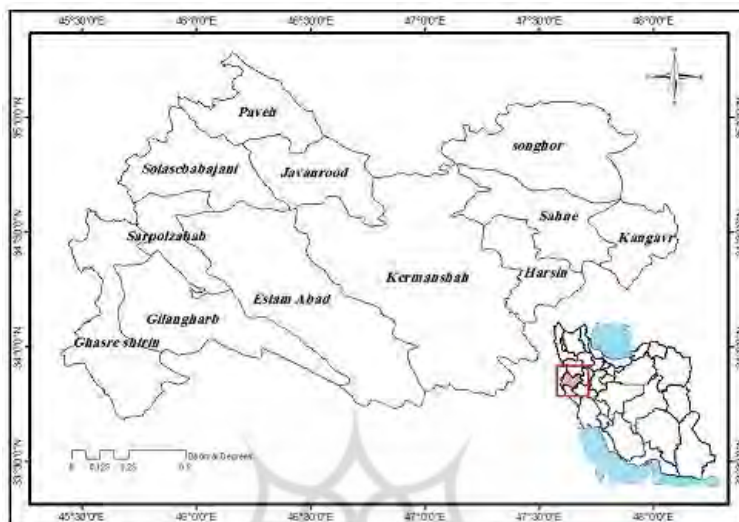 45°30'0"E 46°0'0"E 46°30'0"E 47°0'0"E 47°30'0"E 48°0'0"E
Paveh
songhor
Javanrood
Solaschabajani
Sahne
Kangavr
Sarpolzahab
Harsin
Kermanshah
Eslam Abad
Gilangharb
Ghasre shirin
Decimal Degrees
0 0.125 0.25 0.5
45°30'0"E 46°0'0"E 46°30'0"E 47°0'0"E 47°30'0"E 48°0'0"E
35°0'0"N
34°30'0"N
34°0'0"N
33°30'0"N